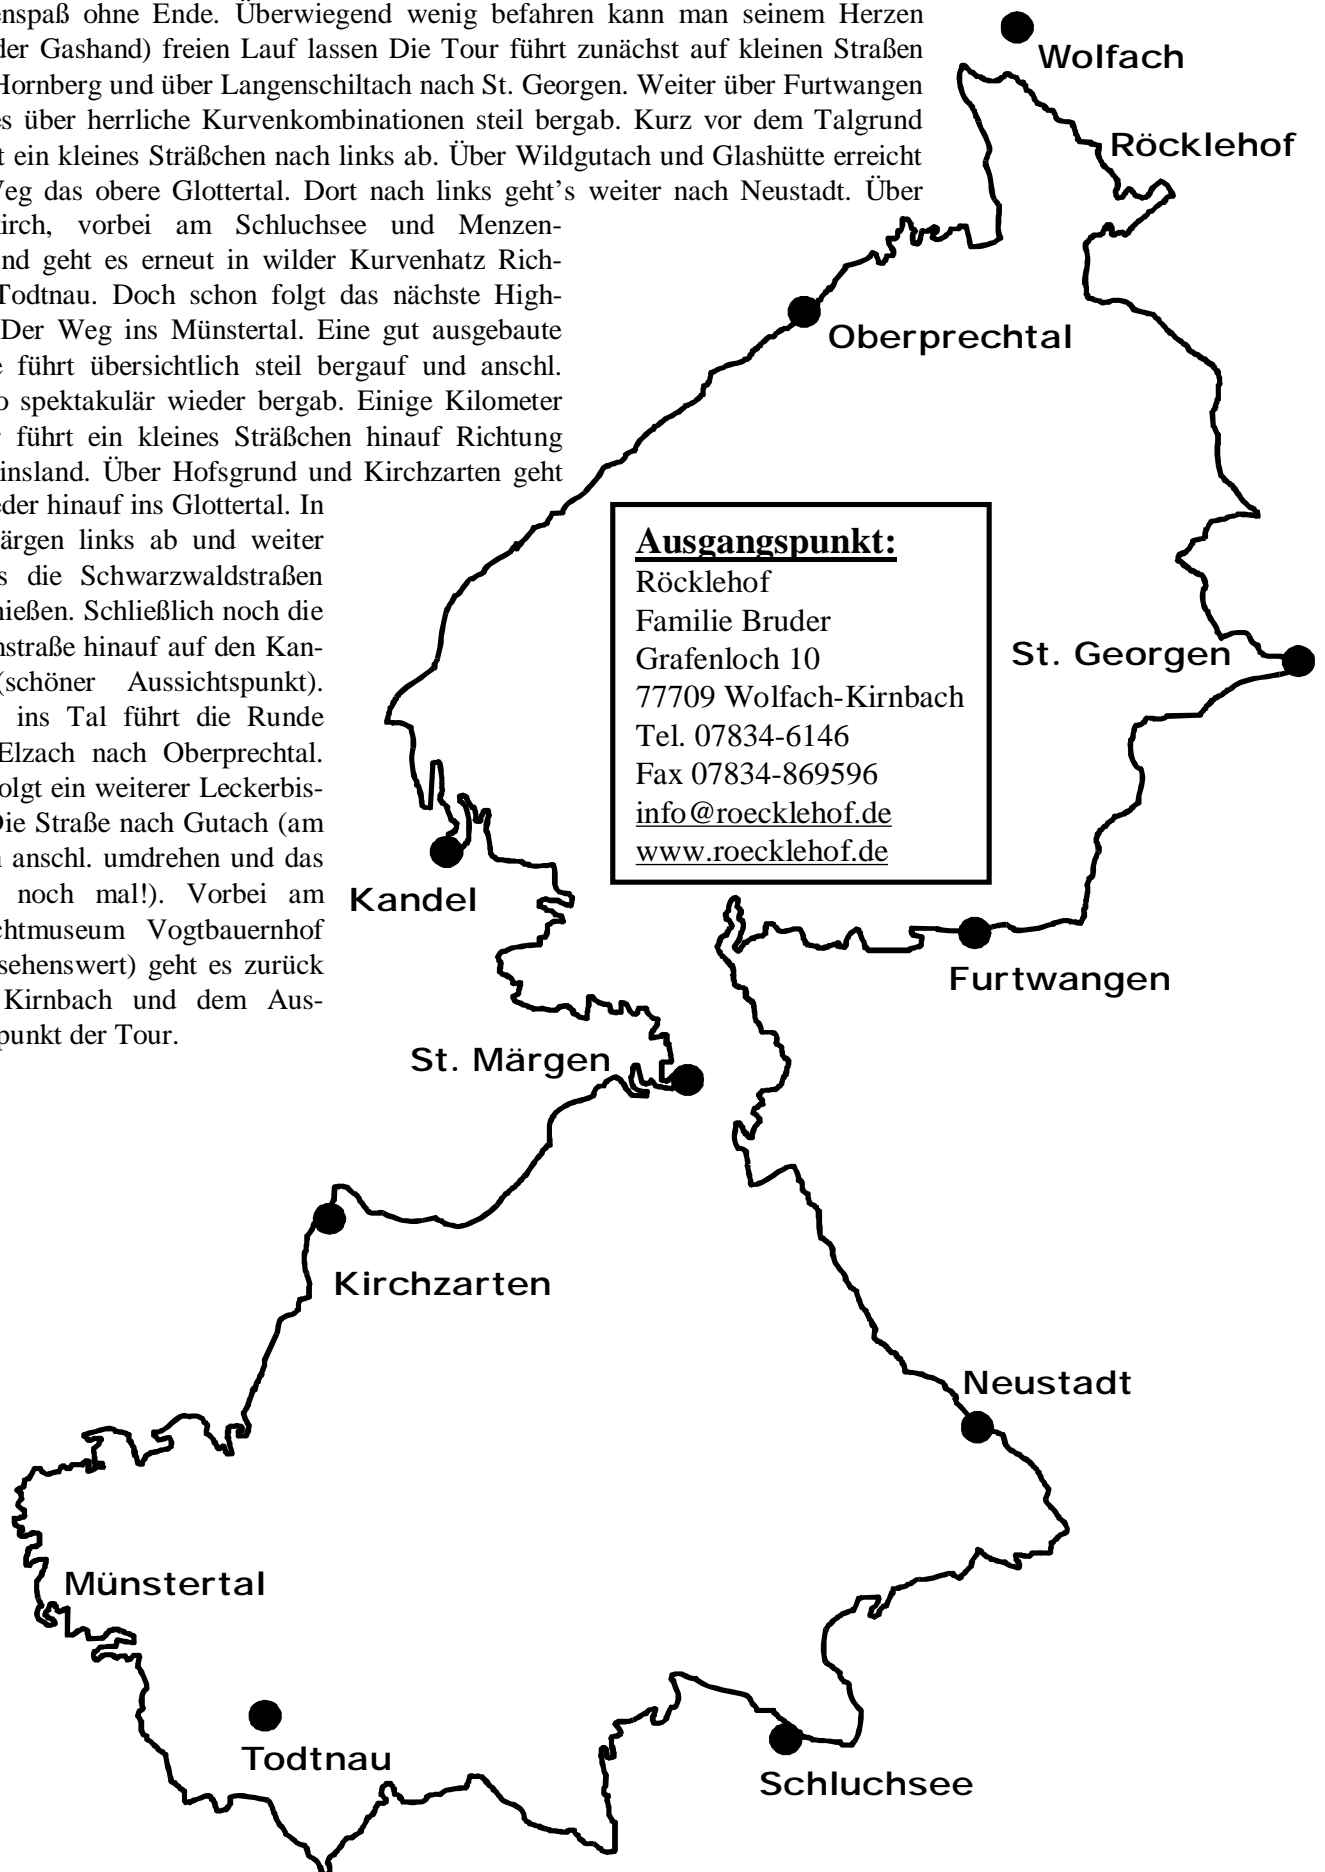 enspaß ohne Ende. Überwiegend wenig befahren kann man seinem Herzen
der Gashand) freien Lauf lassen Die Tour führt zunächst auf kleinen Straßen
Hornberg und über Langenschiltach nach St. Georgen. Weiter über Furtwangen
es über herrliche Kurvenkombinationen steil bergab. Kurz vor dem Talgrund
t ein kleines Sträßchen nach links ab. Über Wildgutach und Glashütte erreicht
Weg das obere Glottertal. Dort nach links geht’s weiter nach Neustadt. Über
kirch, vorbei am Schluchsee und Menzen-
und geht es erneut in wilder Kurvenhatz Rich-
Todtnau. Doch schon folgt das nächste High-
Der Weg ins Münstertal. Eine gut ausgebaute
e führt übersichtlich steil bergauf und anschl.
o spektakulär wieder bergab. Einige Kilometer
r führt ein kleines Sträßchen hinauf Richtung
insland. Über Hofsgrund und Kirchzarten geht
eder hinauf ins Glottertal. In
ärgen links ab und weiter
s die Schwarzwaldstraßen
nießen. Schließlich noch die
nstraße hinauf auf den Kan-
(schöner Aussichtspunkt).
ins Tal führt die Runde
Elzach nach Oberprechtal.
olgt ein weiterer Leckerbis-
Die Straße nach Gutach (am
n anschl. umdrehen und das
noch mal!). Vorbei am
chtmuseum Vogtbauernhof
sehenswert) geht es zurück
Kirnbach und dem Aus-
punkt der Tour.
Wolfach
Röcklehof
Oberprechtal
Ausgangspunkt:
Röcklehof
Familie Bruder
Grafenloch 10
77709 Wolfach-Kirnbach
Tel. 07834-6146
Fax 07834-869596
info@roecklehof.de
www.roecklehof.de
St. Georgen
Kandel
Furtwangen
St. Märgen
Kirchzarten
Neustadt
Münstertal
Todtnau
Schluchsee